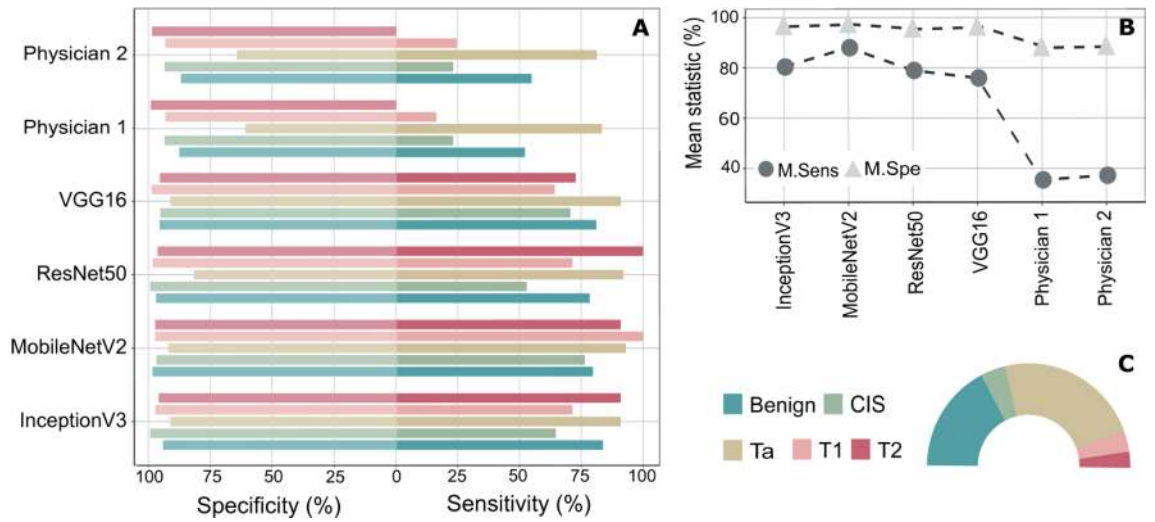 A
Physician 2
Physician 1
VGG16
ResNet50
MobileNetV2
InceptionV3
100 75 50 25 0 25 50 75 100
Specificity (%) Sensitivity (%)
B
Mean statistic (%)
100
80
60
40
M.Sens M.Spe
InceptionV3
MobileNetV2
ResNet50
VGG16
Physician 1
Physician 2
C
Benign CIS
Ta T1 T2